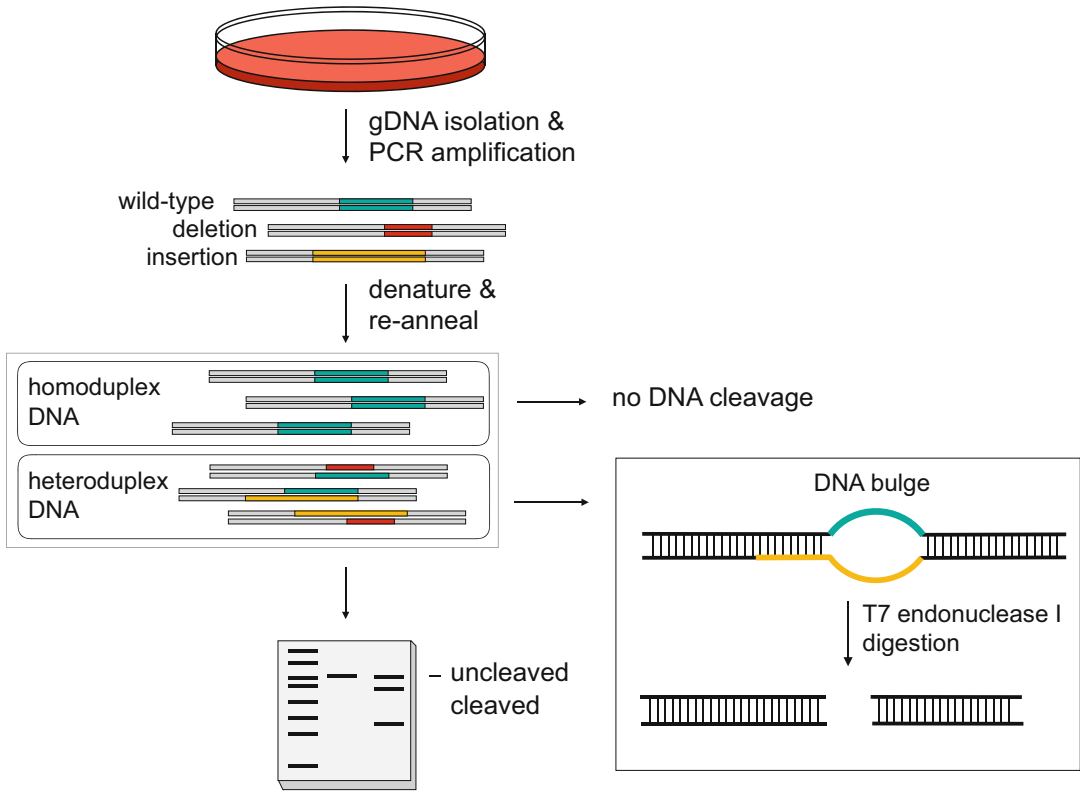 gDNA isolation &
PCR amplification
wild-type
deletion
insertion
denature &
re-anneal
homoduplex
DNA
no DNA cleavage
heteroduplex
DNA
DNA bulge
T7 endonuclease I
digestion
uncleaved
cleaved